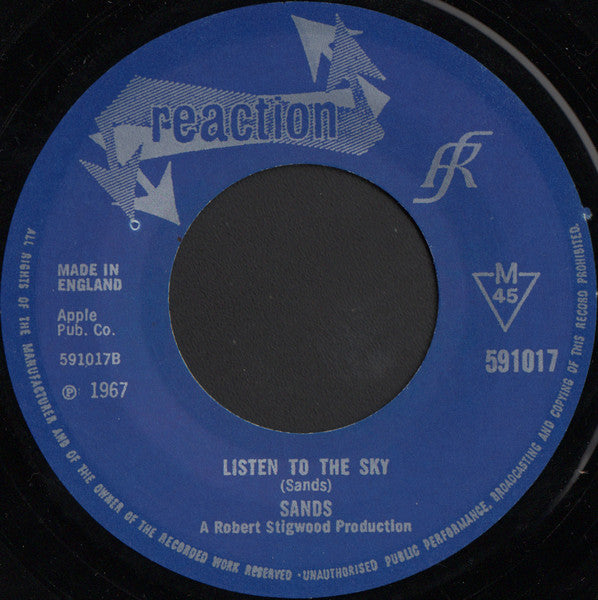 reaction
MADE IN
ENGLAND
Apple
Pub. Co.
591017B
℗ 1967
M
45
591017
LISTEN TO THE SKY
(Sands)
SANDS
A Robert Stigwood Production
ALL RIGHTS OF THE MANUFACTURER AND OF THE OWNER OF THE RECORDED WORK RESERVED · UNAUTHORISED PUBLIC PERFORMANCE, BROADCASTING AND COPYING OF THIS RECORD PROHIBITED.